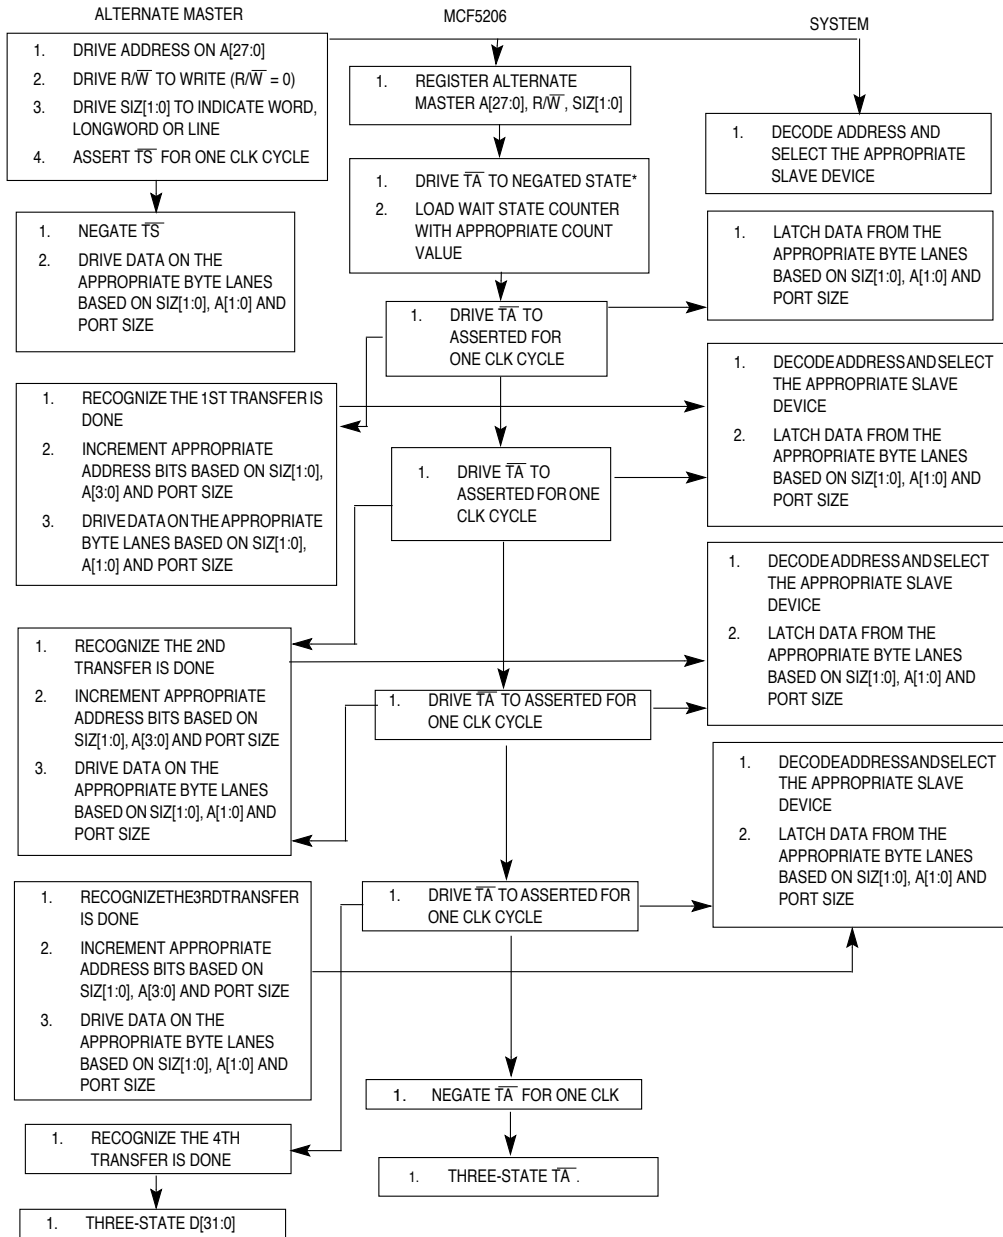 ALTERNATE MASTER
1. DRIVE ADDRESS ON A[27:0]
2. DRIVE R/W̅ TO WRITE (R/W̅ = 0)
3. DRIVE SIZ[1:0] TO INDICATE WORD,
LONGWORD OR LINE
4. ASSERT T̅S̅ FOR ONE CLK CYCLE
1. NEGATE T̅S̅
2. DRIVE DATA ON THE
APPROPRIATE BYTE LANES
BASED ON SIZ[1:0], A[1:0] AND
PORT SIZE
1. RECOGNIZE THE 1ST TRANSFER IS
DONE
2. INCREMENT APPROPRIATE
ADDRESS BITS BASED ON SIZ[1:0],
A[3:0] AND PORT SIZE
3. DRIVE DATA ON THE APPROPRIATE
BYTE LANES BASED ON SIZ[1:0],
A[1:0] AND PORT SIZE
1. RECOGNIZE THE 2ND
TRANSFER IS DONE
2. INCREMENT APPROPRIATE
ADDRESS BITS BASED ON
SIZ[1:0], A[3:0] AND PORT SIZE
3. DRIVE DATA ON THE
APPROPRIATE BYTE LANES
BASED ON SIZ[1:0], A[1:0] AND
PORT SIZE
1. RECOGNIZE THE 3RD TRANSFER
IS DONE
2. INCREMENT APPROPRIATE
ADDRESS BITS BASED ON
SIZ[1:0], A[3:0] AND PORT SIZE
3. DRIVE DATA ON THE
APPROPRIATE BYTE LANES
BASED ON SIZ[1:0], A[1:0] AND
PORT SIZE
1. RECOGNIZE THE 4TH
TRANSFER IS DONE
1. THREE-STATE D[31:0]
MCF5206
1. REGISTER ALTERNATE
MASTER A[27:0], R/W̅, SIZ[1:0]
1. DRIVE T̅A̅ TO NEGATED STATE*
2. LOAD WAIT STATE COUNTER
WITH APPROPRIATE COUNT
VALUE
1. DRIVE T̅A̅ TO
ASSERTED FOR
ONE CLK CYCLE
1. DRIVE T̅A̅ TO
ASSERTED FOR ONE
CLK CYCLE
1. DRIVE T̅A̅ TO ASSERTED FOR
ONE CLK CYCLE
1. DRIVE T̅A̅ TO ASSERTED FOR
ONE CLK CYCLE
1. NEGATE T̅A̅ FOR ONE CLK
1. THREE-STATE T̅A̅ .
SYSTEM
1. DECODE ADDRESS AND
SELECT THE APPROPRIATE
SLAVE DEVICE
1. LATCH DATA FROM THE
APPROPRIATE BYTE LANES
BASED ON SIZ[1:0], A[1:0] AND
PORT SIZE
1. DECODE ADDRESS AND SELECT
THE APPROPRIATE SLAVE
DEVICE
2. LATCH DATA FROM THE
APPROPRIATE BYTE LANES
BASED ON SIZ[1:0], A[1:0] AND
PORT SIZE
1. DECODE ADDRESS AND SELECT
THE APPROPRIATE SLAVE
DEVICE
2. LATCH DATA FROM THE
APPROPRIATE BYTE LANES
BASED ON SIZ[1:0], A[1:0] AND
PORT SIZE
1. DECODE ADDRESS AND SELECT
THE APPROPRIATE SLAVE
DEVICE
2. LATCH DATA FROM THE
APPROPRIATE BYTE LANES
BASED ON SIZ[1:0], A[1:0] AND
PORT SIZE